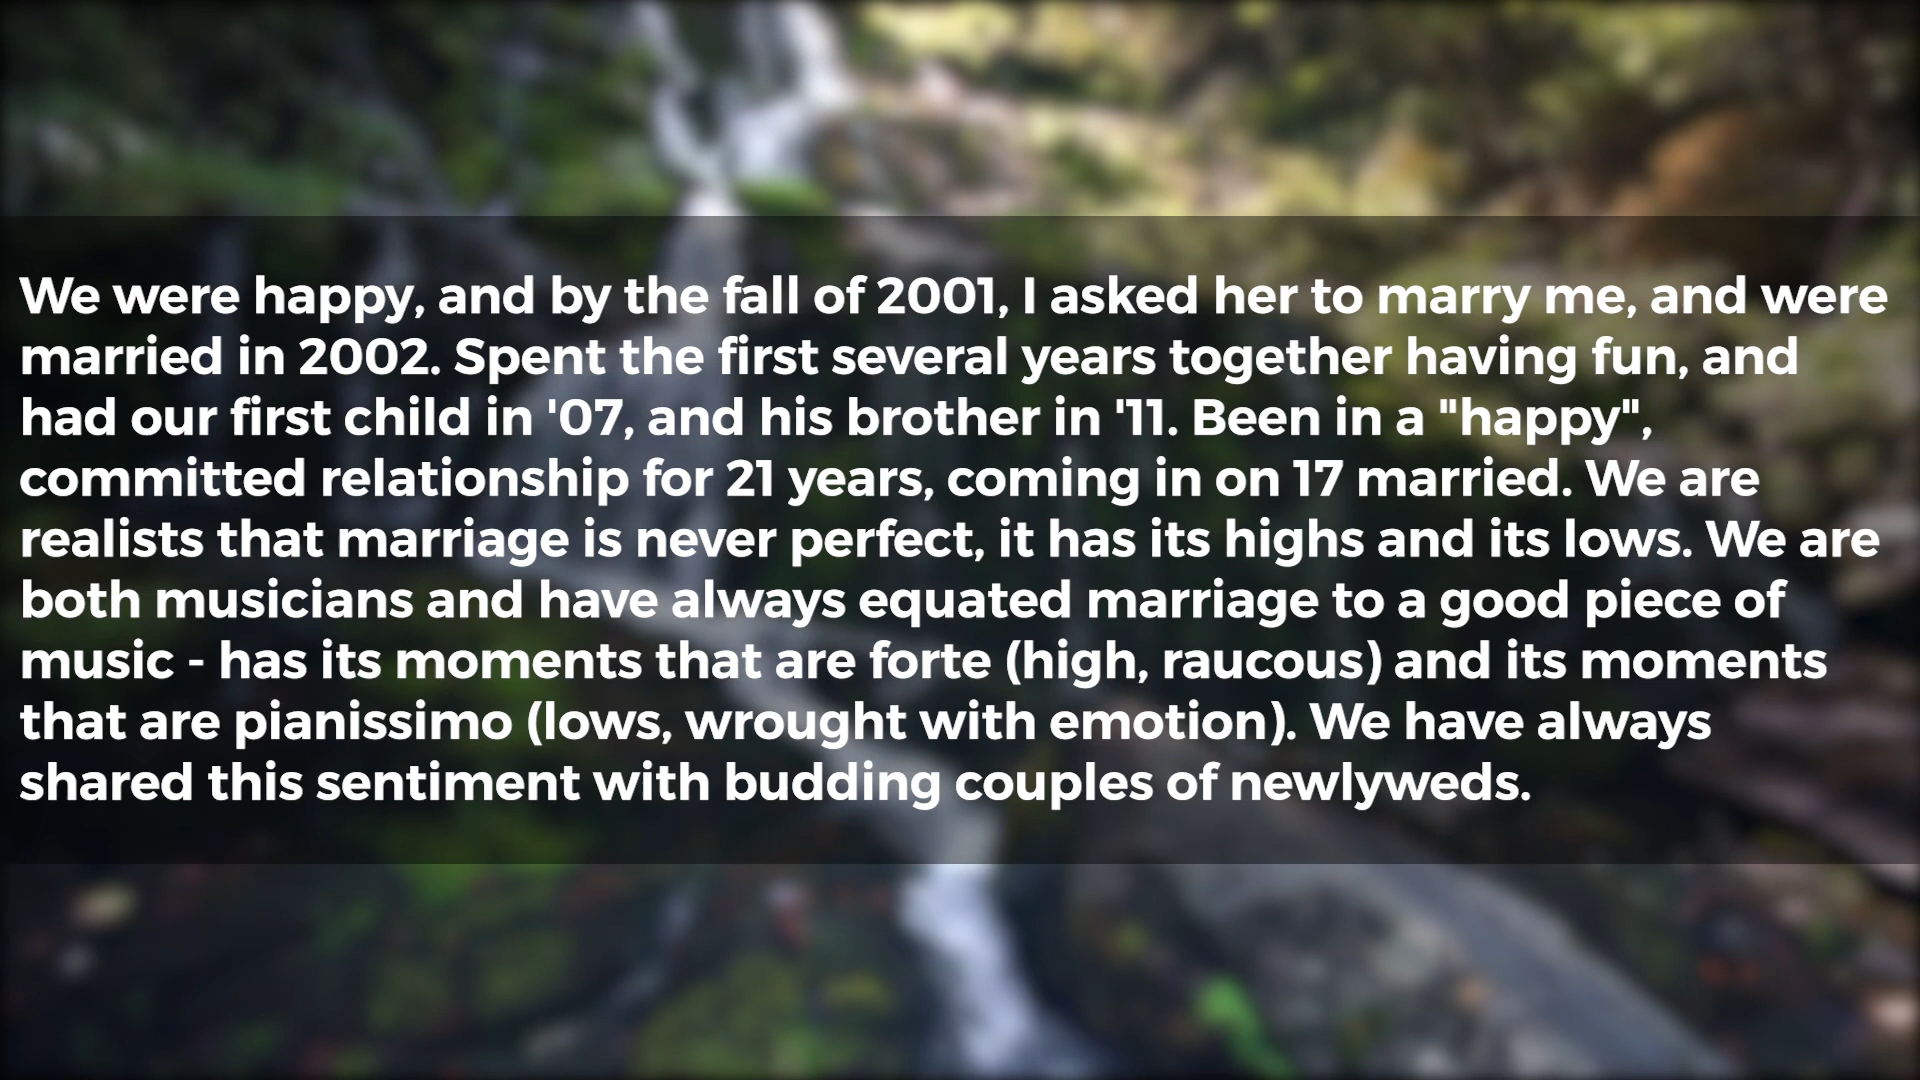 We were happy, and by the fall of 2001, I asked her to marry me, and were
married in 2002. Spent the first several years together having fun, and
had our first child in '07, and his brother in '11. Been in a "happy",
committed relationship for 21 years, coming in on 17 married. We are
realists that marriage is never perfect, it has its highs and its lows. We are
both musicians and have always equated marriage to a good piece of
music - has its moments that are forte (high, raucous) and its moments
that are pianissimo (lows, wrought with emotion). We have always
shared this sentiment with budding couples of newlyweds.